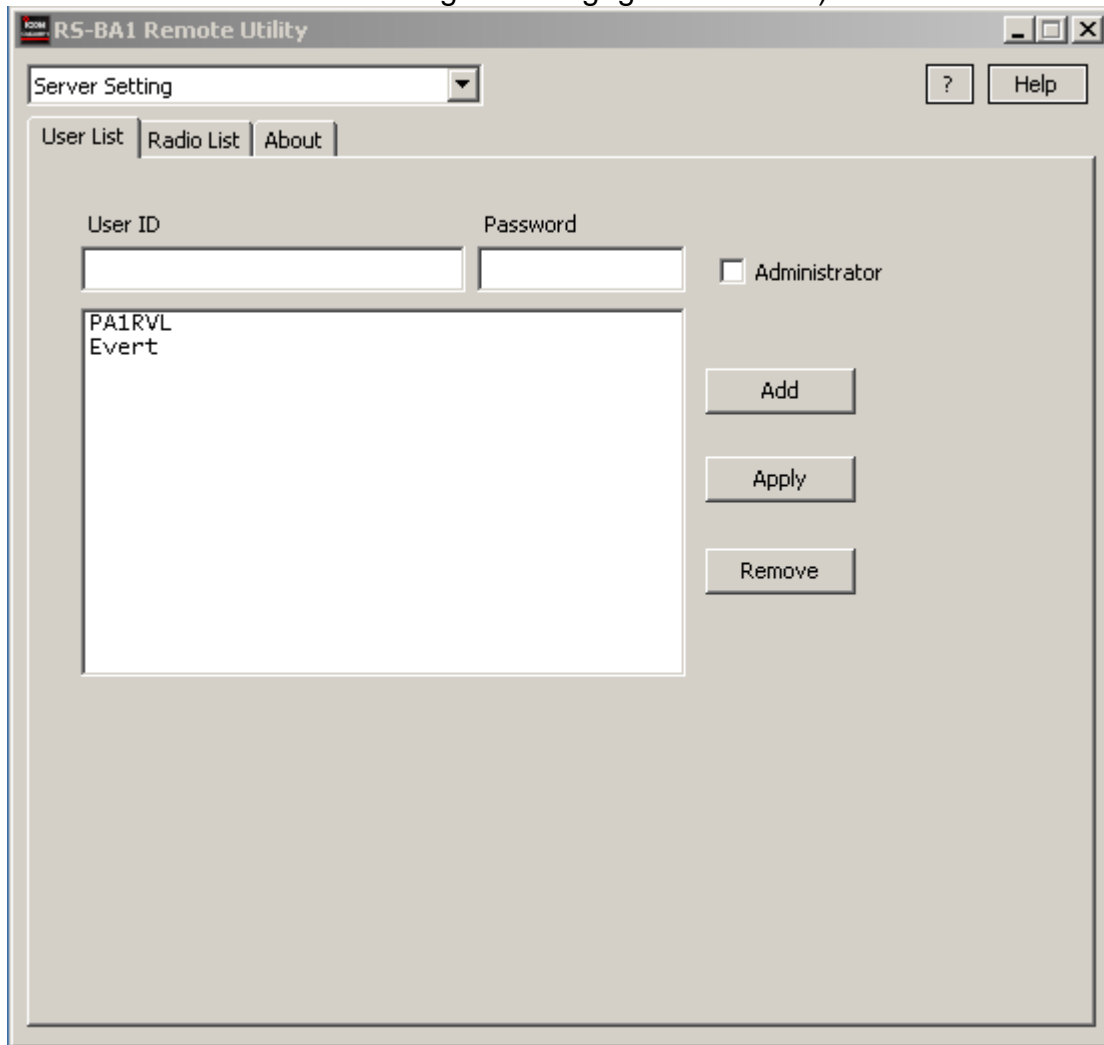 RS-BA1 Remote Utility
Server Setting
? Help
User List Radio List About
User ID Password
Administrator
PA1RVL
Evert
Add
Apply
Remove